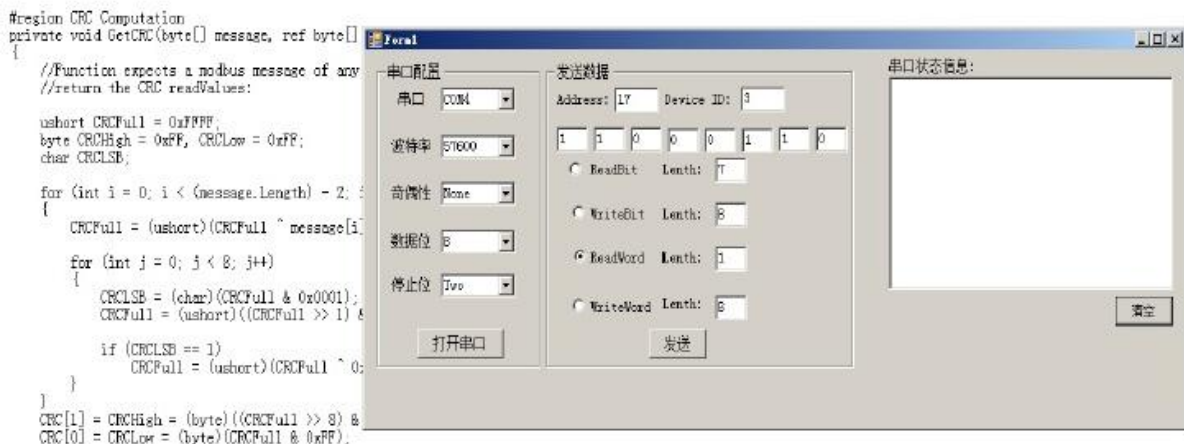 #region CRC Computation
private void GetCRC(byte[] message, ref byte[]
{
//Function expects a modbus message of any
//return the CRC readValues:
ushort CRCFull = 0xFFFF;
byte CRCHigh = 0xFF, CRCLow = 0xFF;
char CRCLSB;
for (int i = 0; i < (message.Length) - 2; i
{
CRCFull = (ushort)(CRCFull ^ message[i]
for (int j = 0; j < 8; j++)
{
CRCLSB = (char)(CRCFull & 0x0001);
CRCFull = (ushort)((CRCFull >> 1) &
if (CRCLSB == 1)
CRCFull = (ushort)(CRCFull ^ 0x
}
}
CRC[1] = CRCHigh = (byte)((CRCFull >> 8) &
CRC[0] = CRCLow = (byte)(CRCFull & 0xFF);
Form1
串口配置
串口 COM4
波特率 57600
奇偶性 None
数据位 8
停止位 Two
打开串口
发送数据
Address: 17 Device ID: 3
1 1 0 0 0 1 1 0
ReadBit Lenth: 7
WriteBit Lenth: 8
ReadWord Lenth: 1
WriteWord Lenth: 8
发送
串口状态信息:
清空